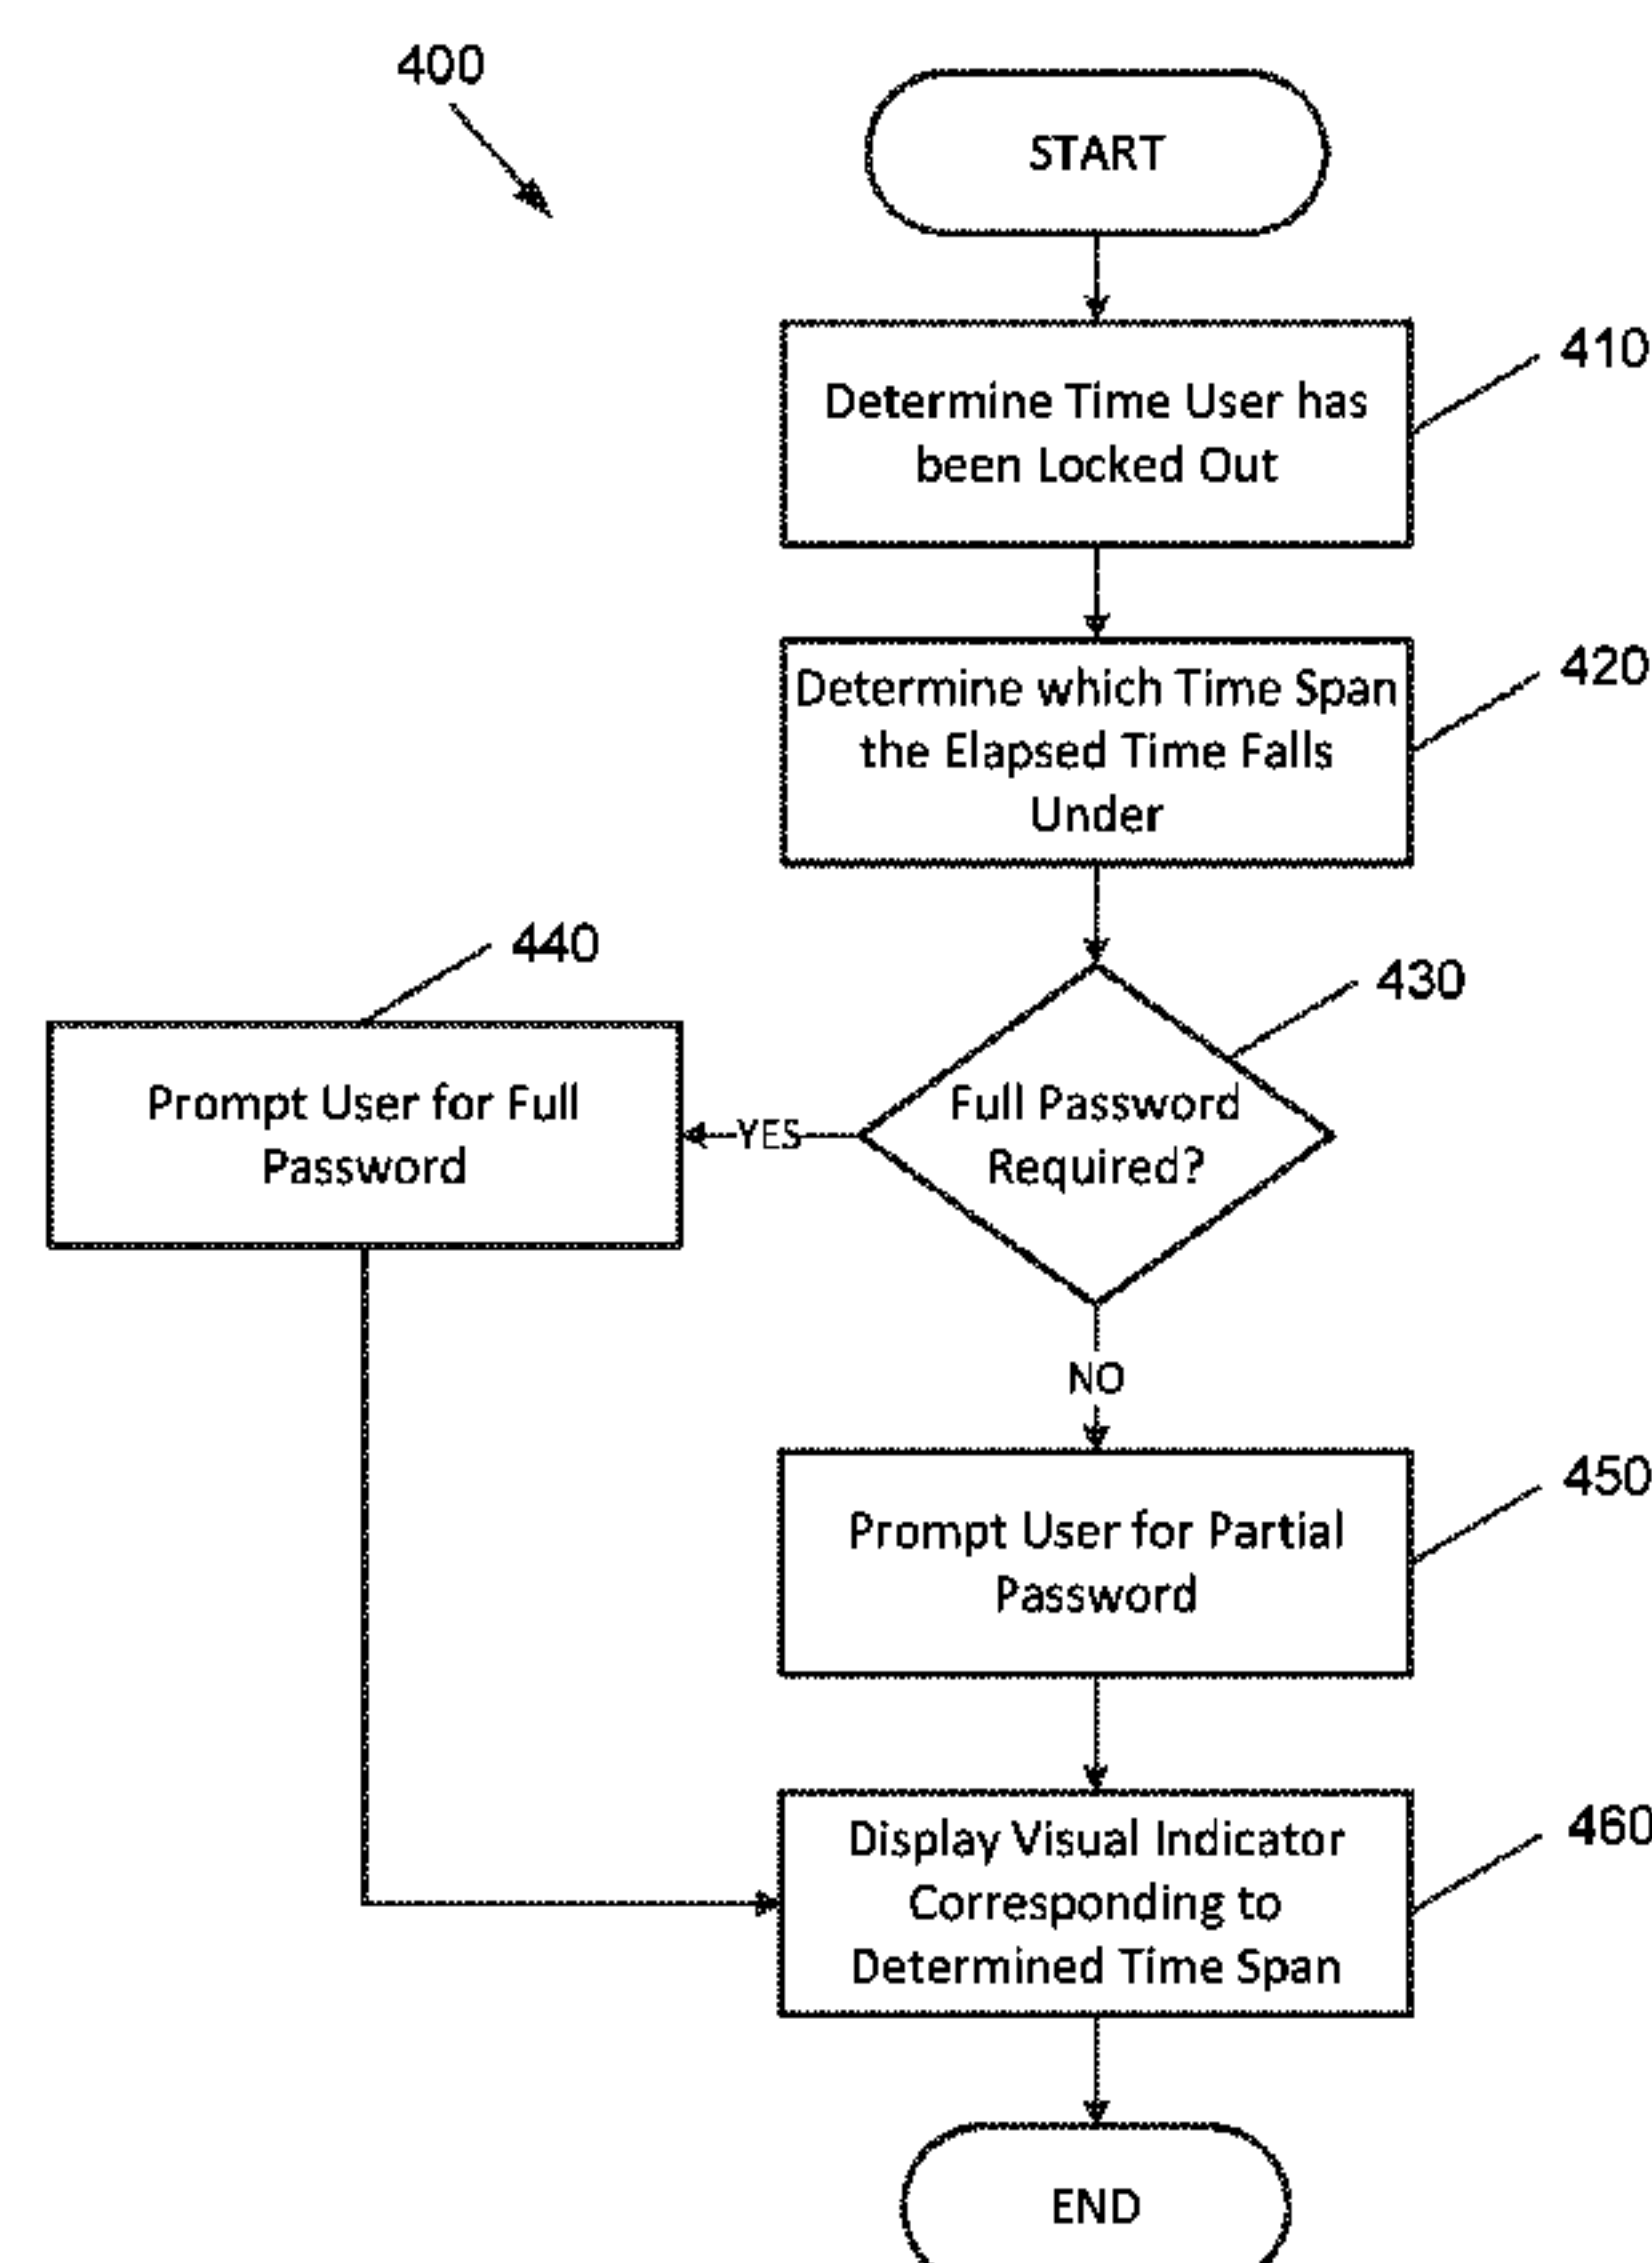 400
START
410
Determine Time User has
been Locked Out
420
Determine which Time Span
the Elapsed Time Falls
Under
440
430
Prompt User for Full
Password
YES
Full Password
Required?
NO
450
Prompt User for Partial
Password
460
Display Visual Indicator
Corresponding to
Determined Time Span
END